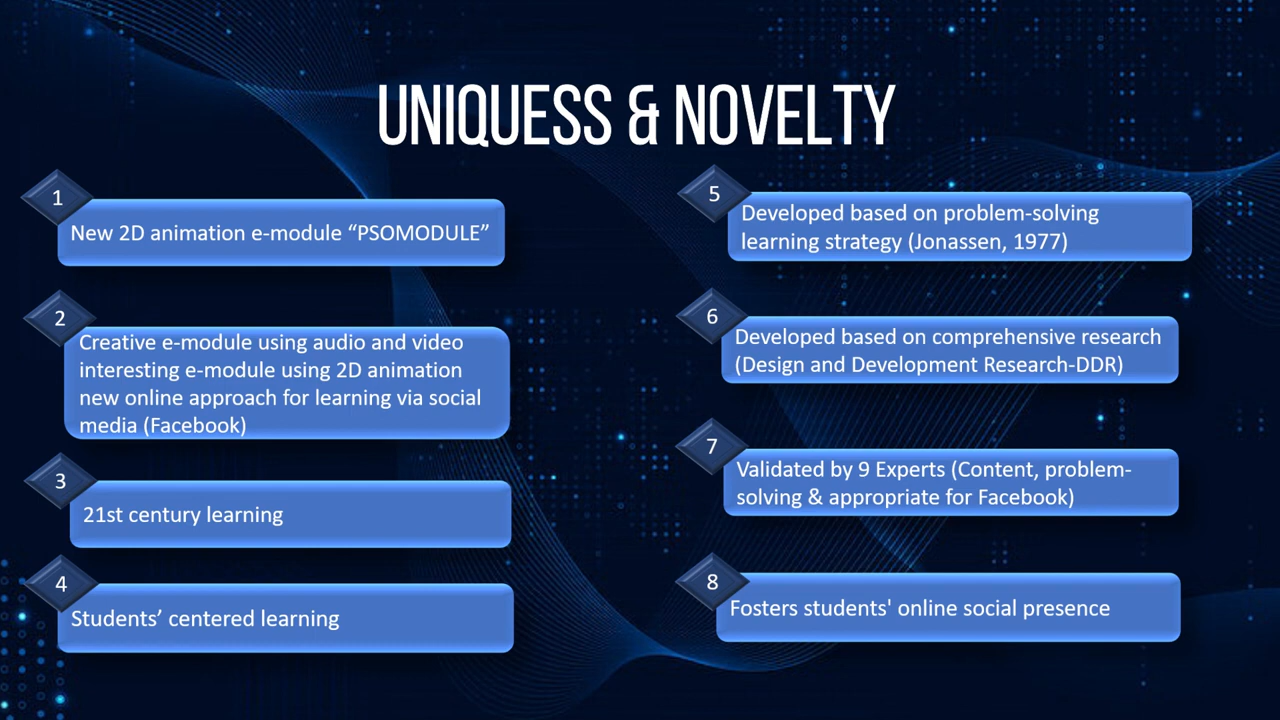 UNIQUESS & NOVELTY
1
New 2D animation e-module “PSOMODULE”
2
Creative e-module using audio and video
interesting e-module using 2D animation
new online approach for learning via social
media (Facebook)
3
21st century learning
4
Students’ centered learning
5
Developed based on problem-solving
learning strategy (Jonassen, 1977)
6
Developed based on comprehensive research
(Design and Development Research-DDR)
7
Validated by 9 Experts (Content, problem-
solving & appropriate for Facebook)
8
Fosters students' online social presence